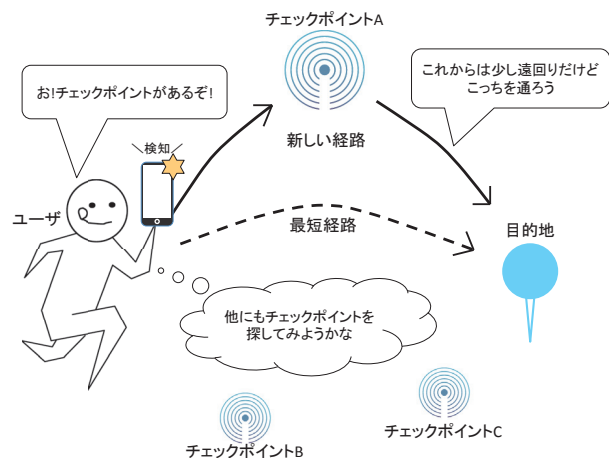 チェックポイントA
お!チェックポイントがあるぞ!
これからは少し遠回りだけど
こっちを通ろう
＼検知／
新しい経路
ユーザ
最短経路
目的地
他にもチェックポイントを
探してみようかな
チェックポイントB
チェックポイントC